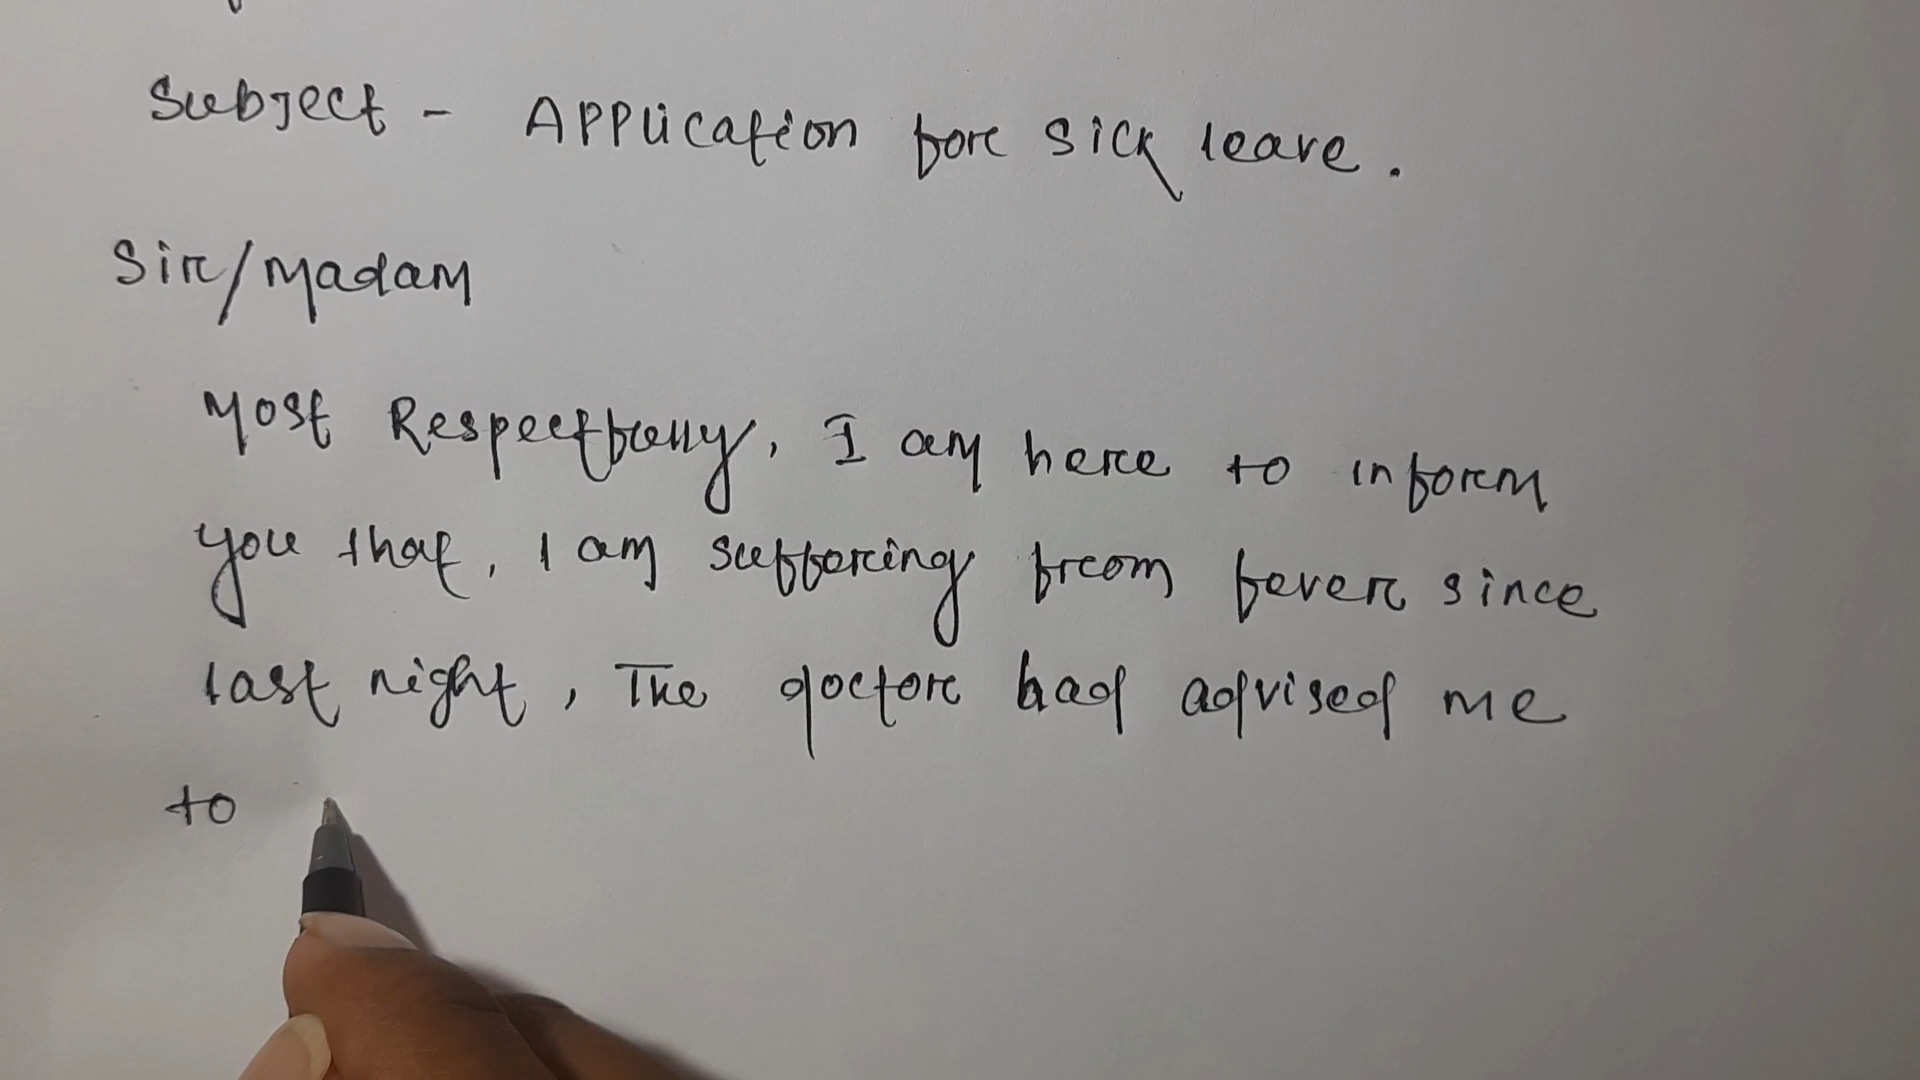 Subject - Application for sick leave.
Sir/Madam
Most Respectfully, I am here to inform
you that, I am suffering from fever since
last night, The doctor had advised me
to